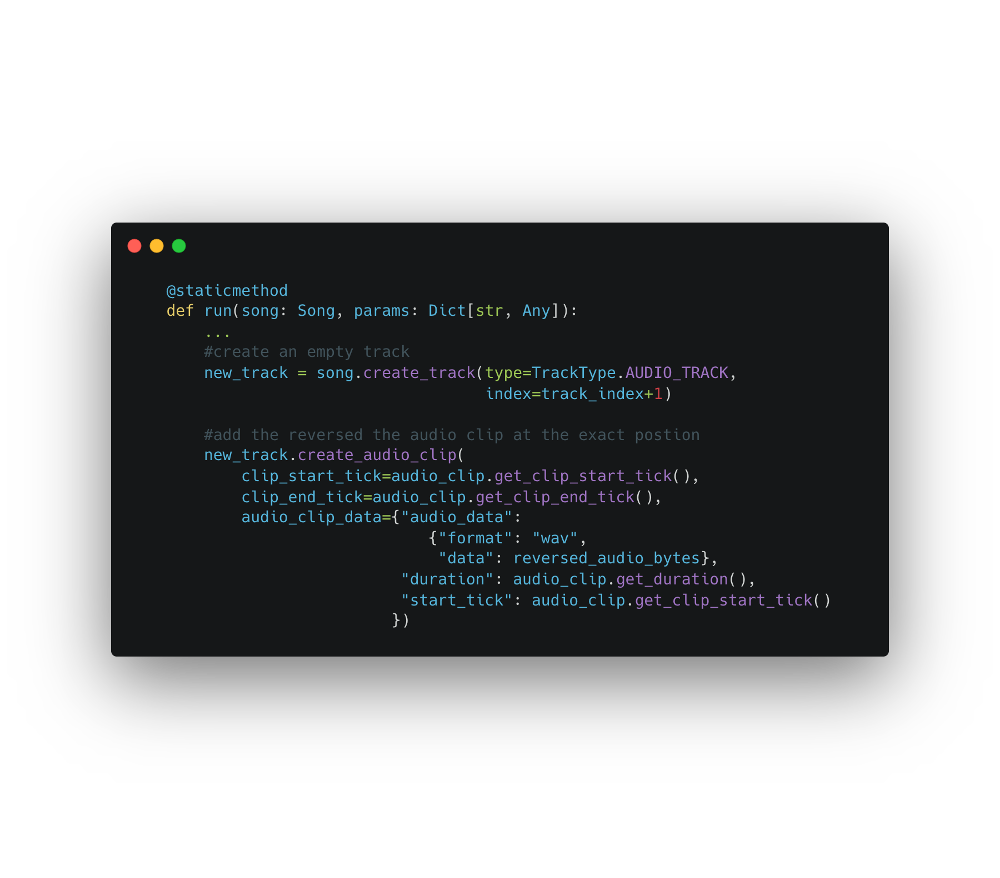 @staticmethod
def run(song: Song, params: Dict[str, Any]):
    ...
    #create an empty track
    new_track = song.create_track(type=TrackType.AUDIO_TRACK,
                                  index=track_index+1)

    #add the reversed the audio clip at the exact postion
    new_track.create_audio_clip(
        clip_start_tick=audio_clip.get_clip_start_tick(),
        clip_end_tick=audio_clip.get_clip_end_tick(),
        audio_clip_data={"audio_data":
                            {"format": "wav",
                             "data": reversed_audio_bytes},
                         "duration": audio_clip.get_duration(),
                         "start_tick": audio_clip.get_clip_start_tick()
                        })